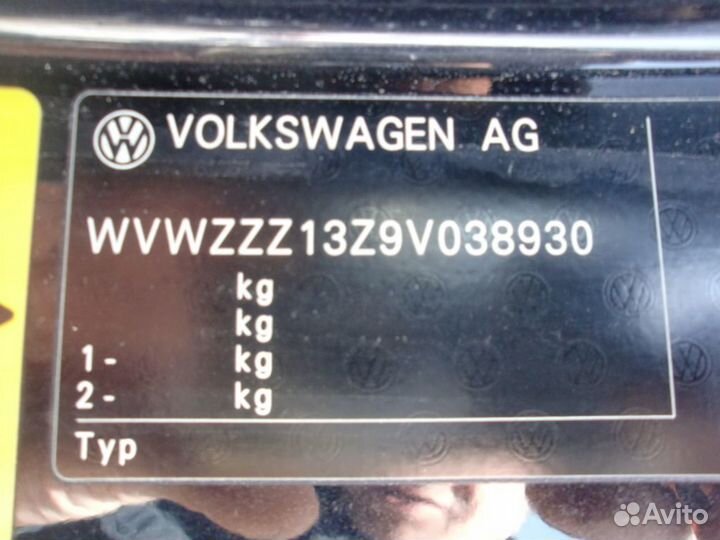 VOLKSWAGEN AG
WVWZZZ13Z9V038930
kg
kg
1- kg
2- kg
Typ
Avito